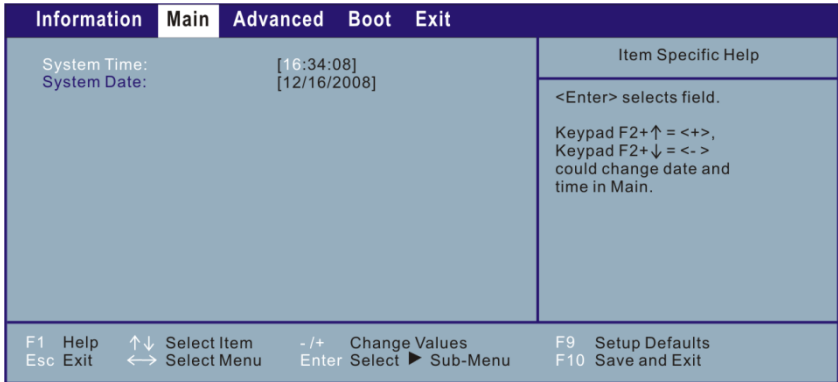 Information Main Advanced Boot Exit
System Time: [16:34:08]
System Date: [12/16/2008]
Item Specific Help
<Enter> selects field.
Keypad F2+↑ = <+>,
Keypad F2+↓ = <- >
could change date and
time in Main.
F1 Help ↑↓ Select Item - /+ Change Values F9 Setup Defaults
Esc Exit ↔ Select Menu Enter Select ▶ Sub-Menu F10 Save and Exit